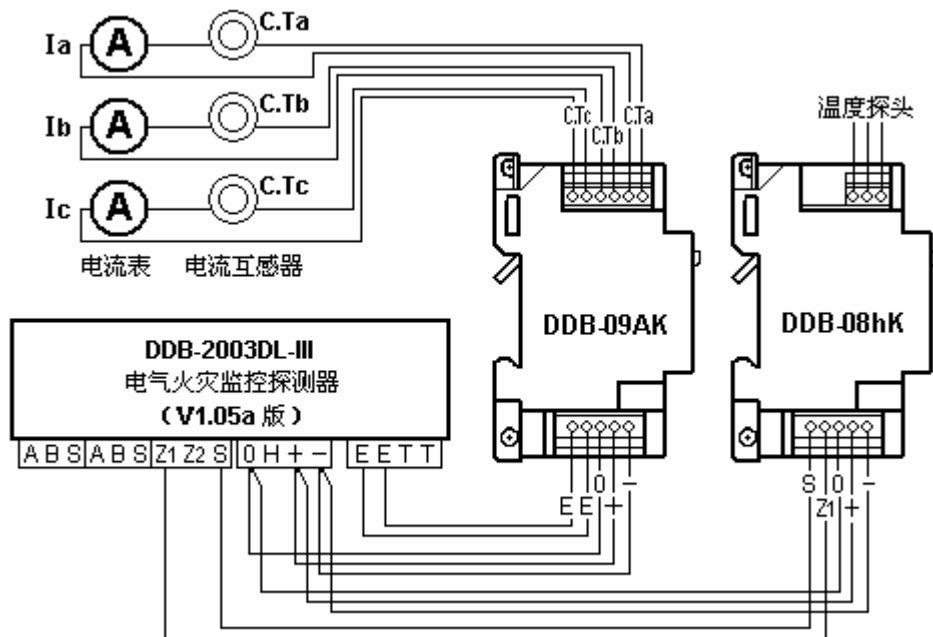 Ia A C.Ta
Ib A C.Tb
Ic A C.Tc
电流表 电流互感器
C.Tc C.Tb C.Ta
温度探头
DDB-09AK
DDB-08hK
DDB-2003DL-III
电气火灾监控探测器
（V1.05a 版）
A B S A B S Z1 Z2 S 0 H + - E E T T
E E 0 + -
S Z1 0 + -